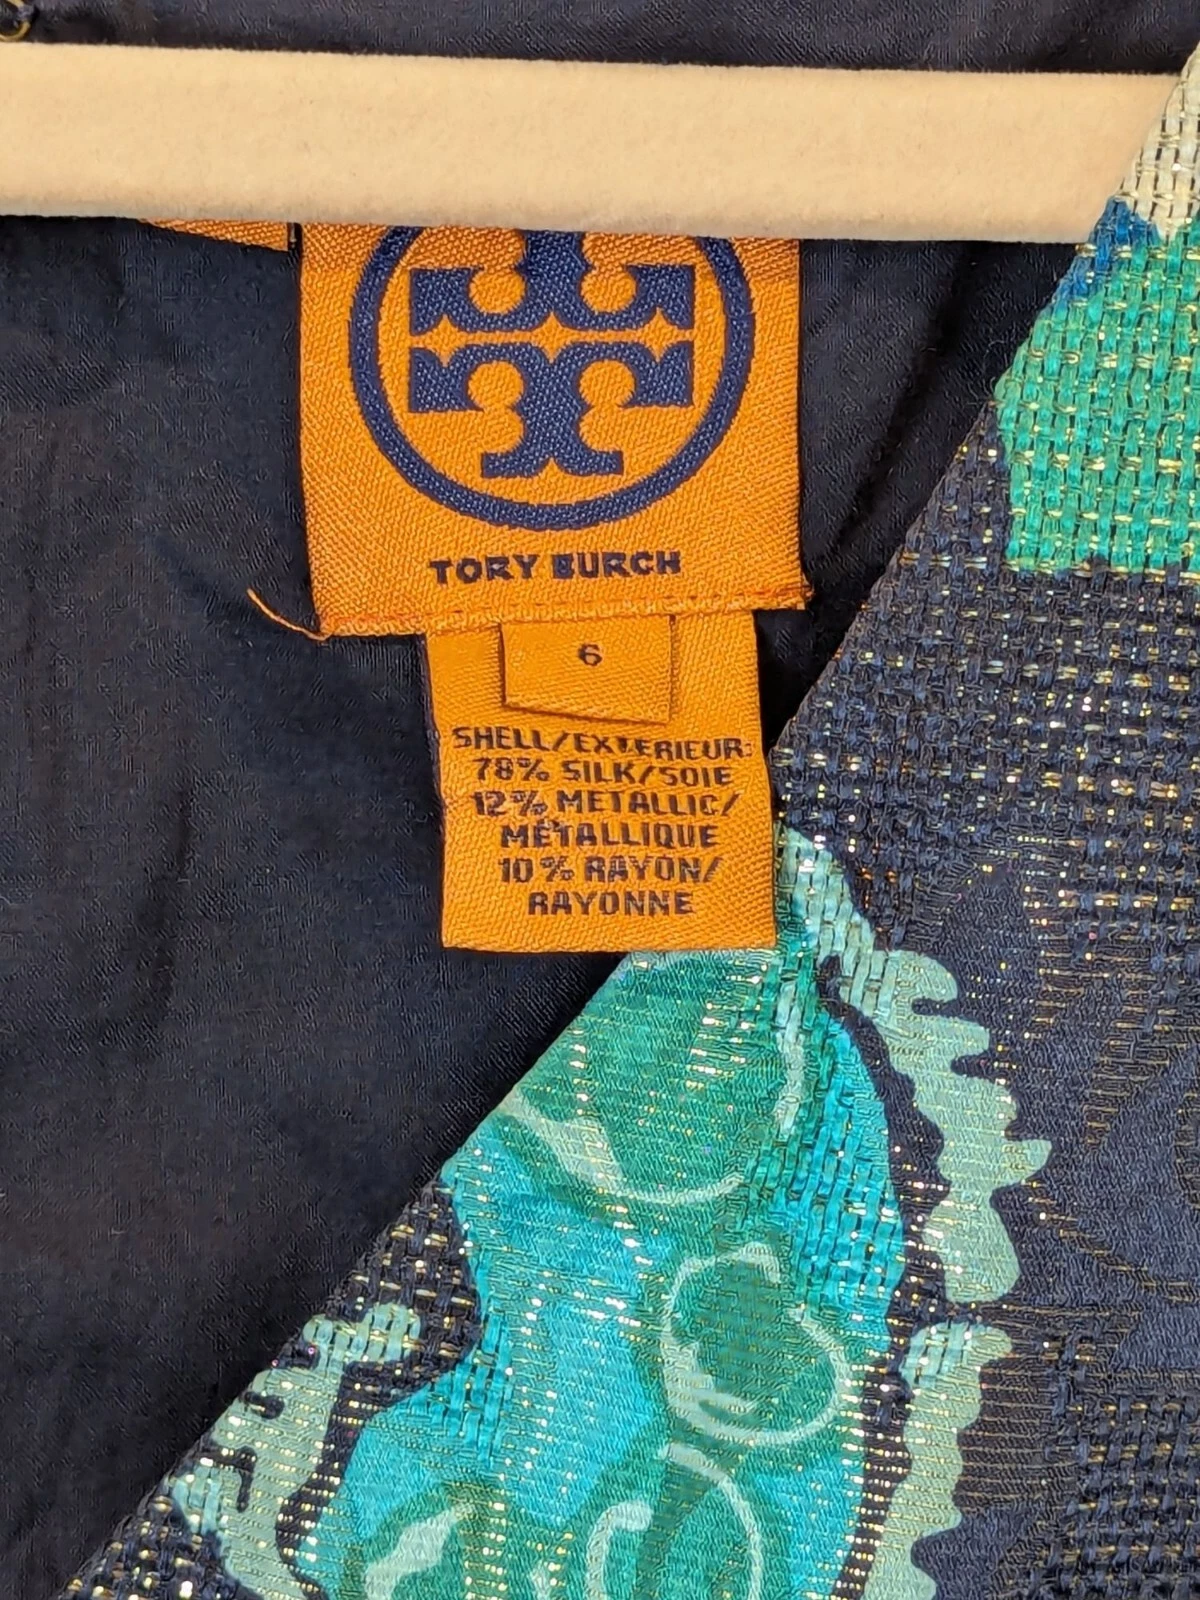 TORY BURCH
6
SHELL/EXTERIEUR:
78% SILK/SOIE
12% METALLIC/
MÉTALLIQUE
10% RAYON/
RAYONNE